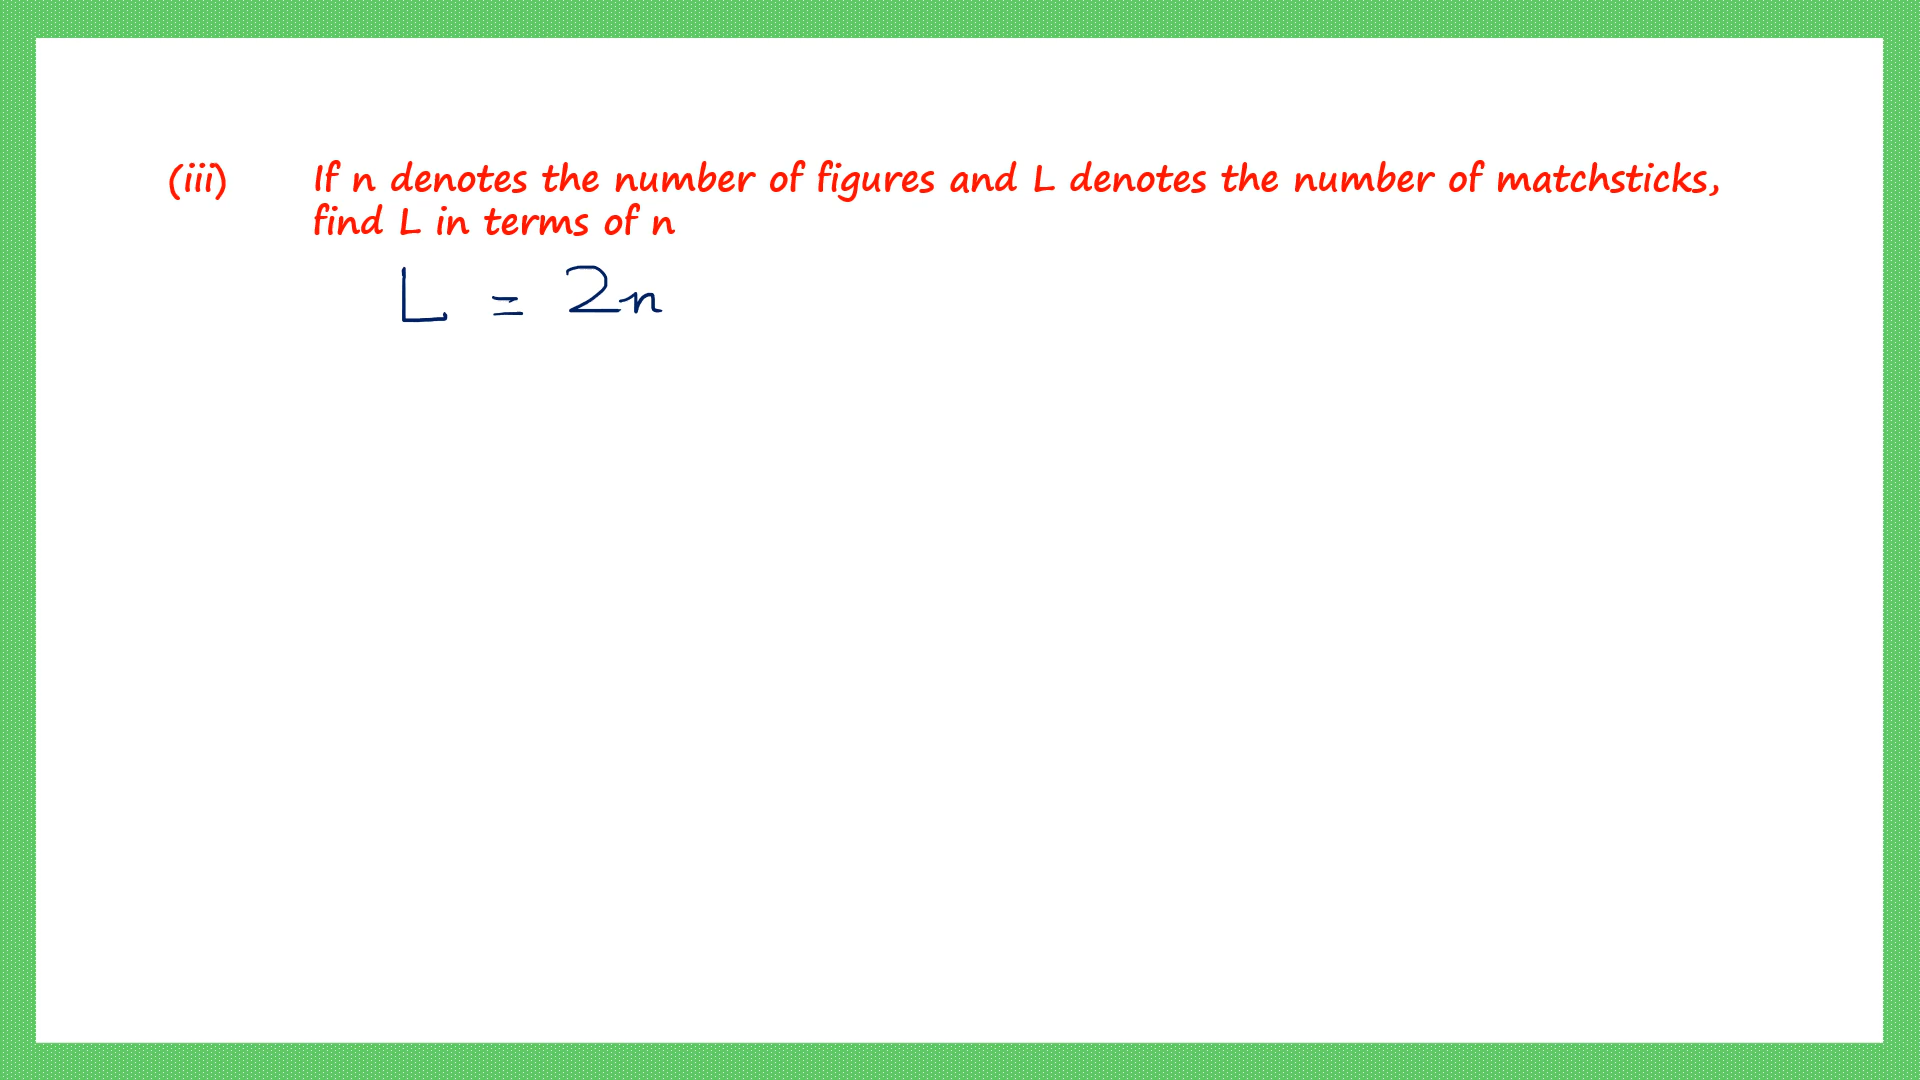 (iii) If n denotes the number of figures and L denotes the number of matchsticks,
find L in terms of n
L = 2n